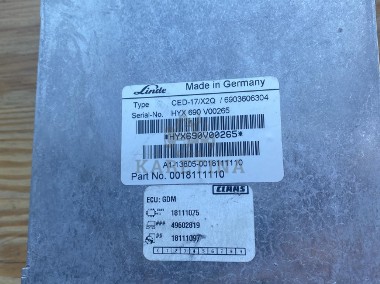 Linde Made in Germany
Type CED-17/X2Q / 6903606304
Serial-No. HYX 690 V00265
*HYX690V00265*
A1-13605-0018111110
Part No. 0018111110
CLAAS
ECU: GDM
18111075
49602819
18111097